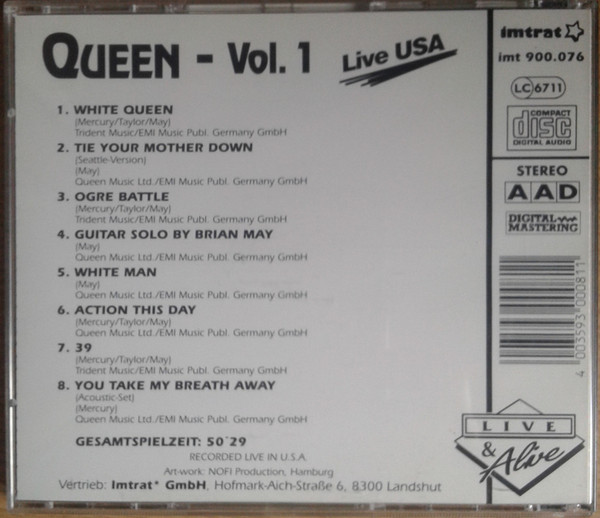 QUEEN - VOL. 1 Live USA
imtrat
imt 900.076
LC 6711
COMPACT
disc
DIGITAL AUDIO
STEREO
AAD
DIGITAL
MASTERING
4 003593 000811
1. WHITE QUEEN
(Mercury/Taylor/May)
Trident Music/EMI Music Publ. Germany GmbH
2. TIE YOUR MOTHER DOWN
(Seattle-Version)
(May)
Queen Music Ltd./EMI Music Publ. Germany GmbH
3. OGRE BATTLE
(Mercury/Taylor/May)
Trident Music/EMI Music Publ. Germany GmbH
4. GUITAR SOLO BY BRIAN MAY
(May)
Queen Music Ltd./EMI Music Publ. Germany GmbH
5. WHITE MAN
(May)
Queen Music Ltd./EMI Music Publ. Germany GmbH
6. ACTION THIS DAY
(Mercury/Taylor/May)
Queen Music Ltd./EMI Music Publ. Germany GmbH
7. 39
(Mercury/Taylor/May)
Trident Music/EMI Music Publ. Germany GmbH
8. YOU TAKE MY BREATH AWAY
(Acoustic-Set)
(Mercury)
Queen Music Ltd./EMI Music Publ. Germany GmbH
GESAMTSPIELZEIT: 50´29
RECORDED LIVE IN U.S.A.
Art-work: NOFI Production, Hamburg
Vertrieb: Imtrat* GmbH, Hofmark-Aich-Straße 6, 8300 Landshut
LIVE
& Alive